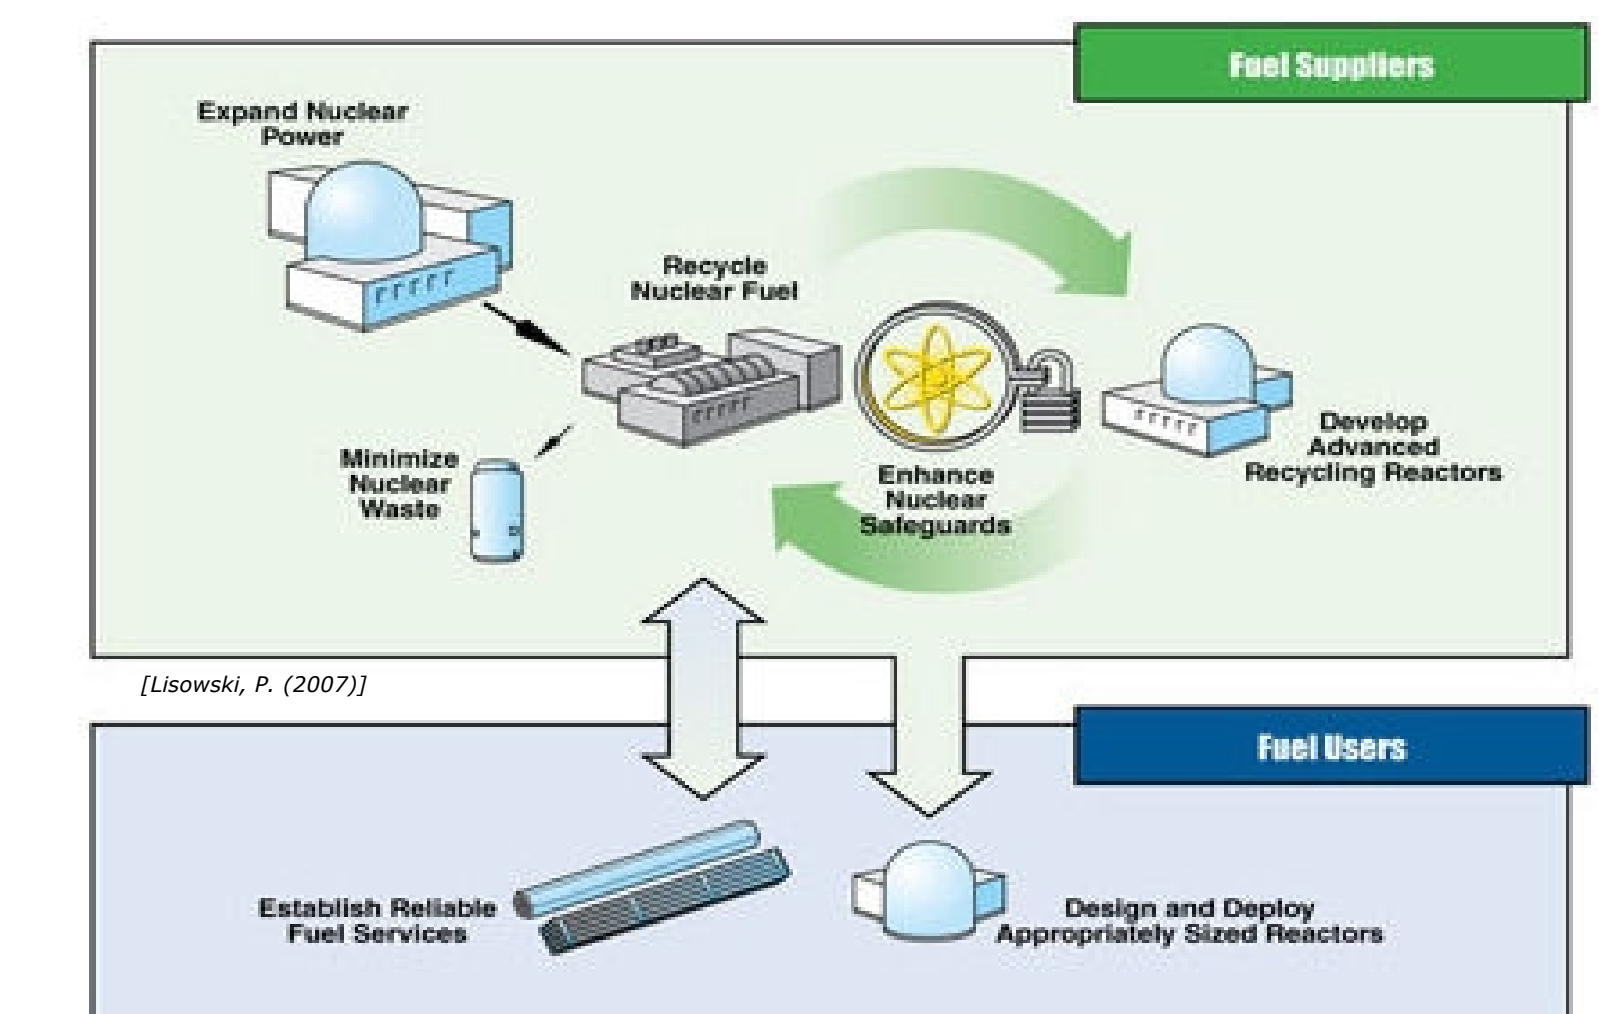 Fuel Suppliers
Expand Nuclear
Power
Recycle
Nuclear Fuel
Develop
Advanced
Recycling Reactors
Minimize
Nuclear
Waste
Enhance
Nuclear
Safeguards
[Lisowski, P. (2007)]
Fuel Users
Establish Reliable
Fuel Services
Design and Deploy
Appropriately Sized Reactors